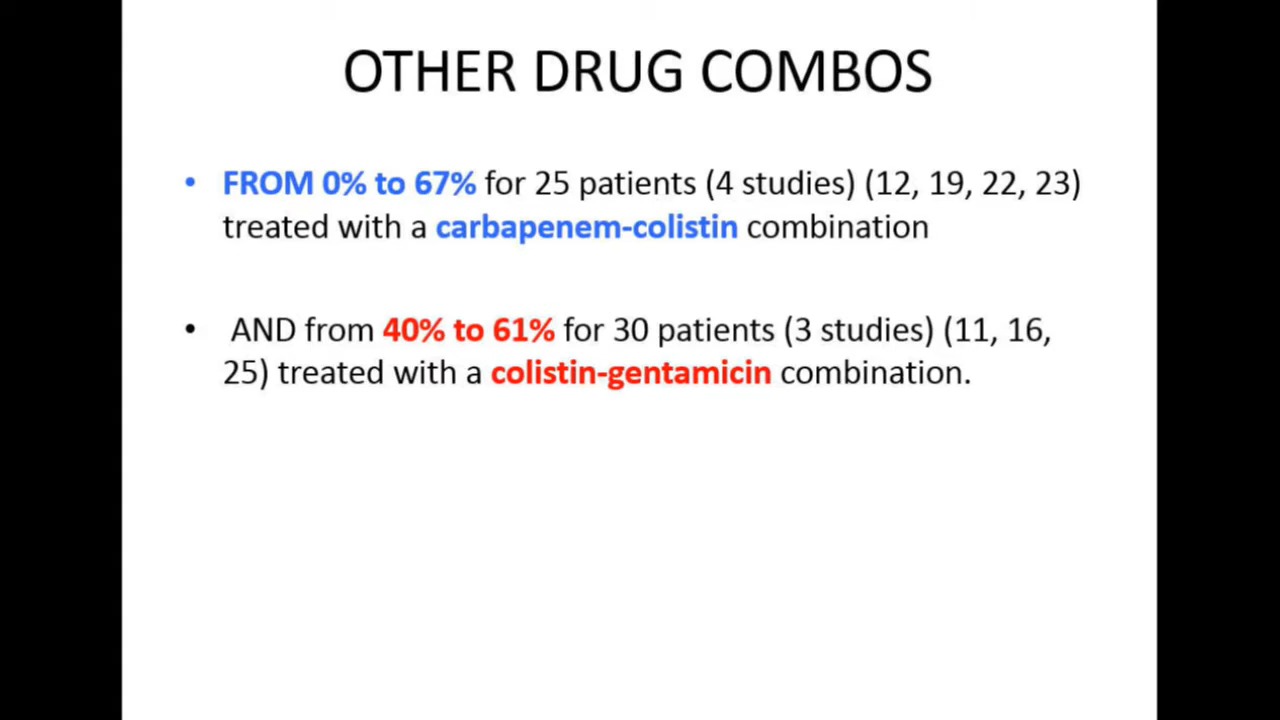 OTHER DRUG COMBOS
• FROM 0% to 67% for 25 patients (4 studies) (12, 19, 22, 23)
treated with a carbapenem-colistin combination
• AND from 40% to 61% for 30 patients (3 studies) (11, 16,
25) treated with a colistin-gentamicin combination.